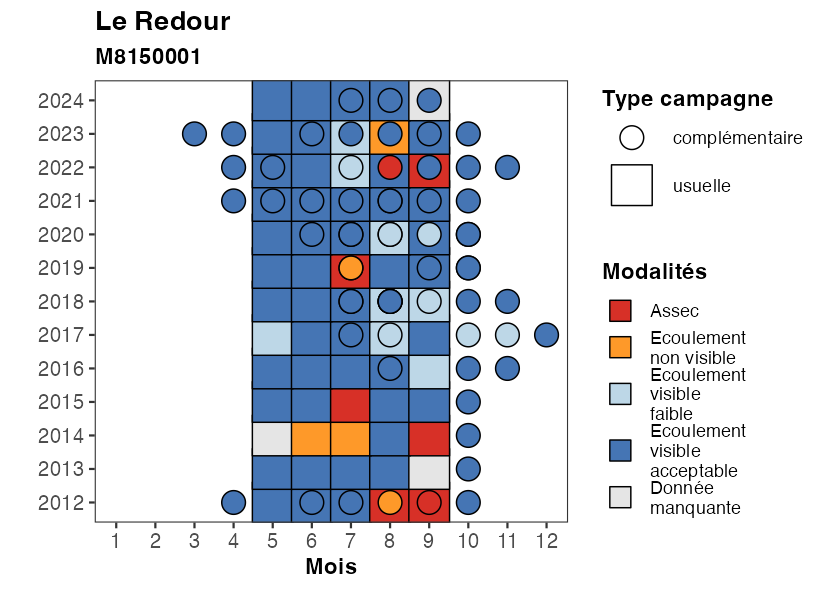 Le Redour
M8150001
2024
2023
2022
2021
2020
2019
2018
2017
2016
2015
2014
2013
2012
1 2 3 4 5 6 7 8 9 10 11 12
Mois
Type campagne
complémentaire
usuelle
Modalités
Assec
Ecoulement
non visible
Ecoulement
visible
faible
Ecoulement
visible
acceptable
Donnée
manquante